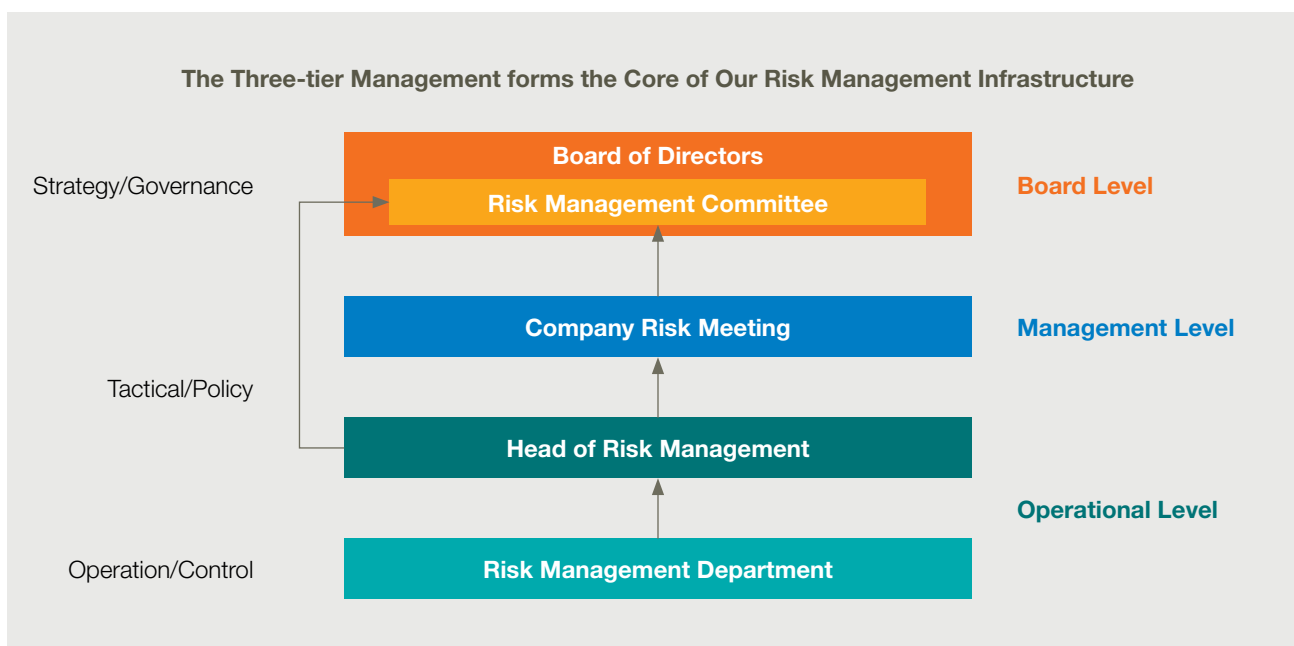 The Three-tier Management forms the Core of Our Risk Management Infrastructure
Board of Directors
Strategy/Governance
Board Level
Risk Management Committee
Company Risk Meeting
Management Level
Tactical/Policy
Head of Risk Management
Operational Level
Operation/Control
Risk Management Department